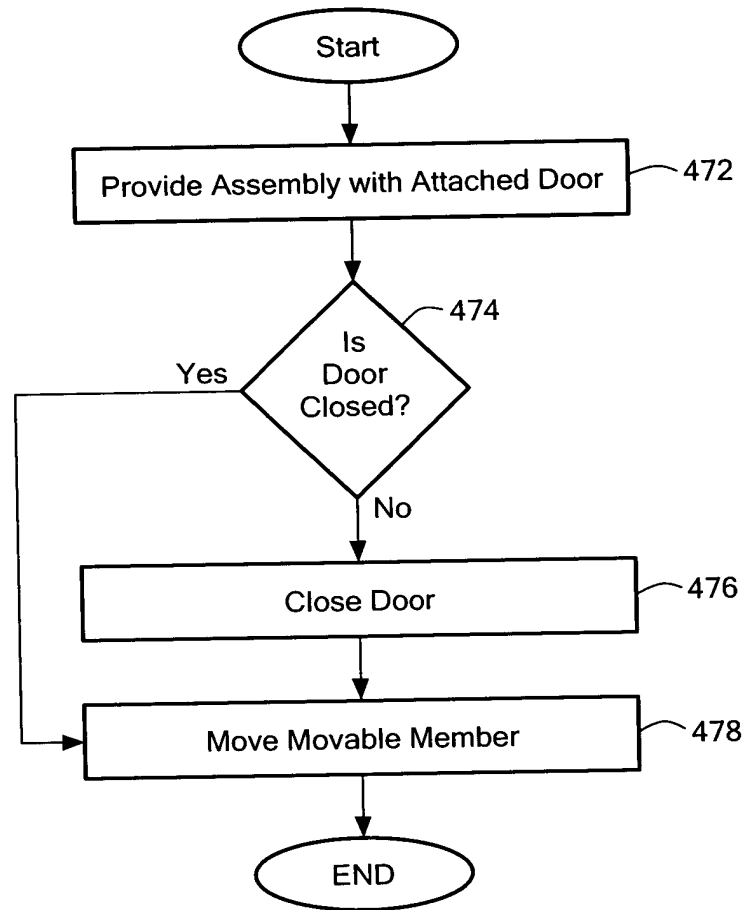 Start
Provide Assembly with Attached Door
472
474
Is
Door
Closed?
Yes
No
Close Door
476
Move Movable Member
478
END